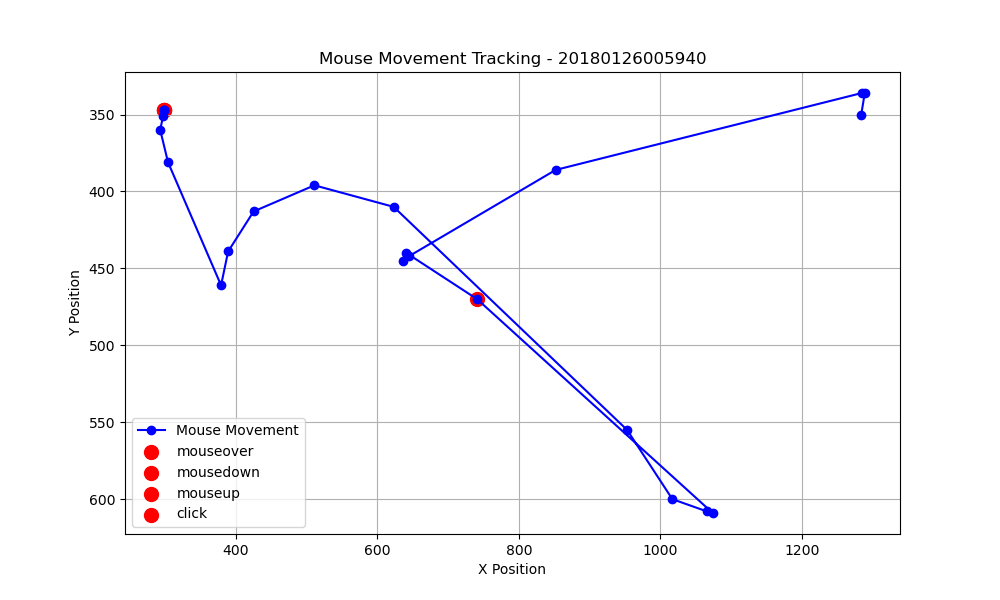 Mouse Movement Tracking - 20180126005940
350
400
450
500
550
600
Y Position
Mouse Movement
mouseover
mousedown
mouseup
click
400
600
800
1000
1200
X Position